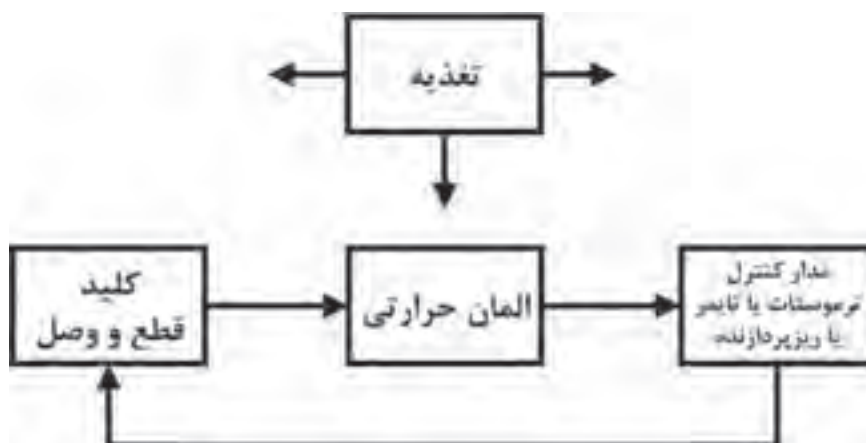 تغذیه
کلید
قطع و وصل
المان حرارتی
مدار کنترل
ترموستات یا تایمر
یا ریزپردازنده